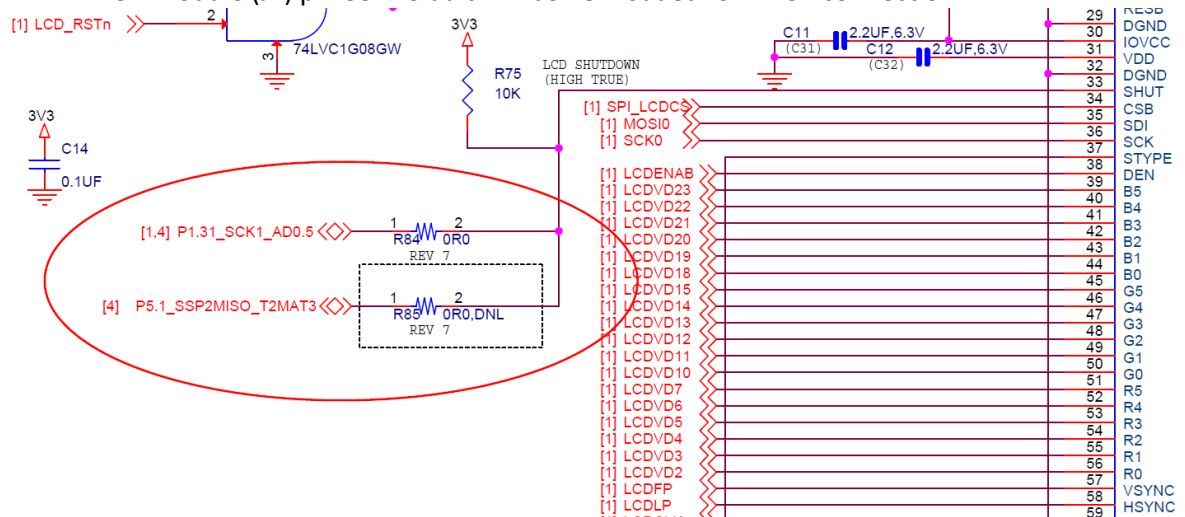 [1] LCD_RSTn
2
3
74LVC1G08GW
3V3
R75
10K
LCD SHUTDOWN
(HIGH TRUE)
C11
(C31)
2.2UF,6.3V
C12
(C32)
2.2UF,6.3V
3V3
C14
0.1UF
[1,4] P1.31_SCK1_AD0.5
1
2
R84
0R0
REV 7
[4] P5.1_SSP2MISO_T2MAT3
1
2
R85
0R0,DNL
REV 7
[1] SPI_LCDCS
[1] MOSI0
[1] SCK0
[1] LCDENAB
[1] LCDVD23
[1] LCDVD22
[1] LCDVD21
[1] LCDVD20
[1] LCDVD19
[1] LCDVD18
[1] LCDVD15
[1] LCDVD14
[1] LCDVD13
[1] LCDVD12
[1] LCDVD11
[1] LCDVD10
[1] LCDVD7
[1] LCDVD6
[1] LCDVD5
[1] LCDVD4
[1] LCDVD3
[1] LCDVD2
[1] LCDFP
[1] LCDLP
RESB
29 DGND
30 IOVCC
31 VDD
32 DGND
33 SHUT
34 CSB
35 SDI
36 SCK
37 STYPE
38 DEN
39 B5
40 B4
41 B3
42 B2
43 B1
44 B0
45 G5
46 G4
47 G3
48 G2
49 G1
50 G0
51 R5
52 R4
53 R3
54 R2
55 R1
56 R0
57 VSYNC
58 HSYNC
59